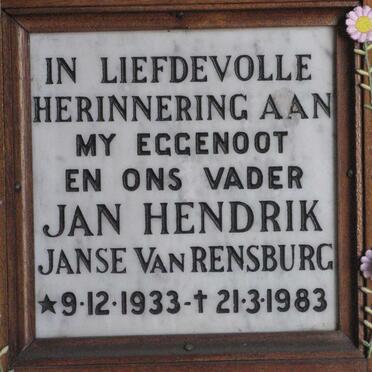 IN LIEFDEVOLLE
HERINNERING AAN
MY EGGENOOT
EN ONS VADER
JAN HENDRIK
JANSE VAN RENSBURG
★9·12·1933-✝21·3·1983